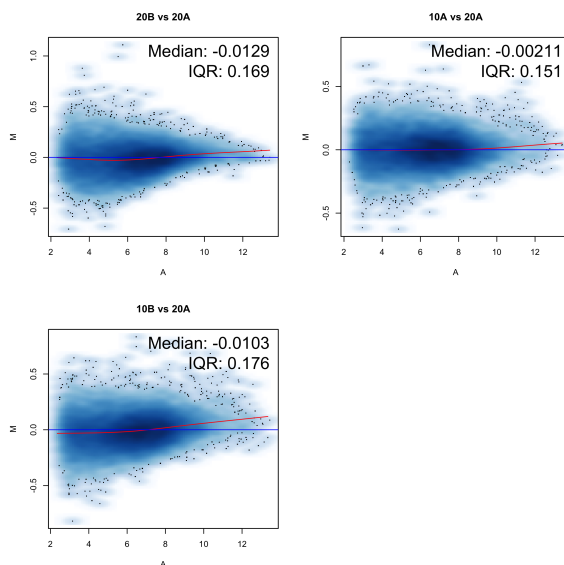 20B vs 20A
Median: -0.0129
IQR: 0.169
1.0
0.5
0.0
-0.5
M
2 4 6 8 10 12
A
10A vs 20A
Median: -0.00211
IQR: 0.151
0.5
0.0
-0.5
M
2 4 6 8 10 12
A
10B vs 20A
Median: -0.0103
IQR: 0.176
0.5
0.0
-0.5
M
2 4 6 8 10 12
A